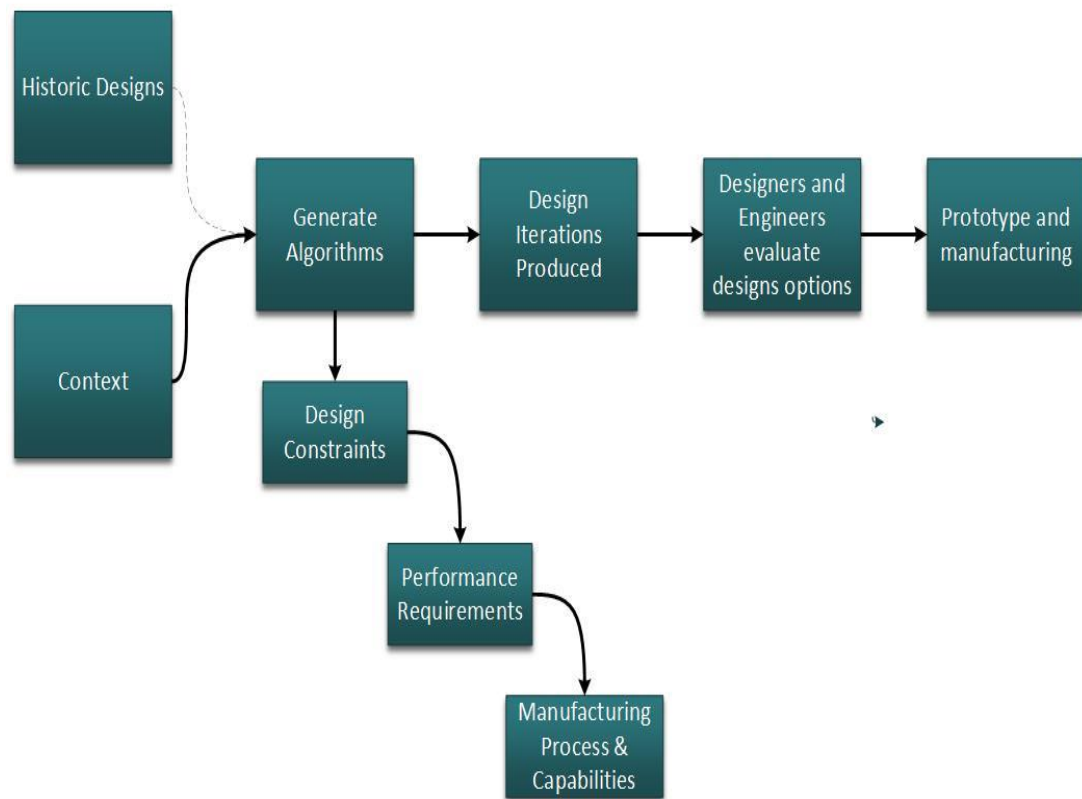 Historic Designs
Generate
Algorithms
Design
Iterations
Produced
Designers and
Engineers
evaluate
designs options
Prototype and
manufacturing
Context
Design
Constraints
Performance
Requirements
Manufacturing
Process &
Capabilities